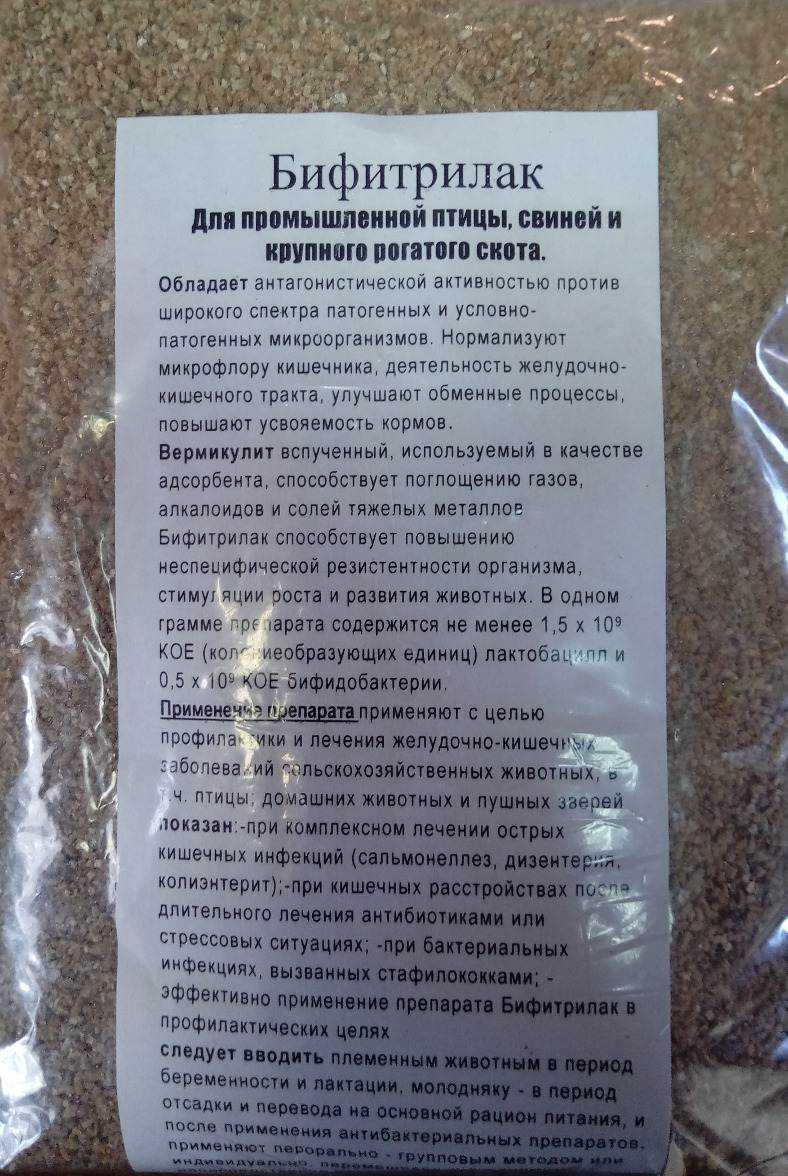 Бифитрилак
Для промышленной птицы, свиней и
крупного рогатого скота.
Обладает антагонистической активностью против
широкого спектра патогенных и условно-
патогенных микроорганизмов. Нормализуют
микрофлору кишечника, деятельность желудочно-
кишечного тракта, улучшают обменные процессы,
повышают усвояемость кормов.
Вермикулит вспученный, используемый в качестве
адсорбента, способствует поглощению газов,
алкалоидов и солей тяжелых металлов
Бифитрилак способствует повышению
неспецифической резистентности организма,
стимуляции роста и развития животных. В одном
грамме препарата содержится не менее 1,5 х 10⁹
КОЕ (колониеобразующих единиц) лактобацилл и
0,5 х 10⁹ КОЕ бифидобактерии.
Применение препарата применяют с целью
профилактики и лечения желудочно-кишечных
заболеваний сельскохозяйственных животных, в
т.ч. птицы; домашних животных и пушных зверей
показан:-при комплексном лечении острых
кишечных инфекций (сальмонеллез, дизентерия,
колиэнтерит);-при кишечных расстройствах после
длительного лечения антибиотиками или
стрессовых ситуациях; -при бактериальных
инфекциях, вызванных стафилококками; -
эффективно применение препарата Бифитрилак в
профилактических целях
следует вводить племенным животным в период
беременности и лактации, молодняку - в период
отсадки и перевода на основной рацион питания, и
после применения антибактериальных препаратов.
применяют перорально - групповым методом или
индивидуально,